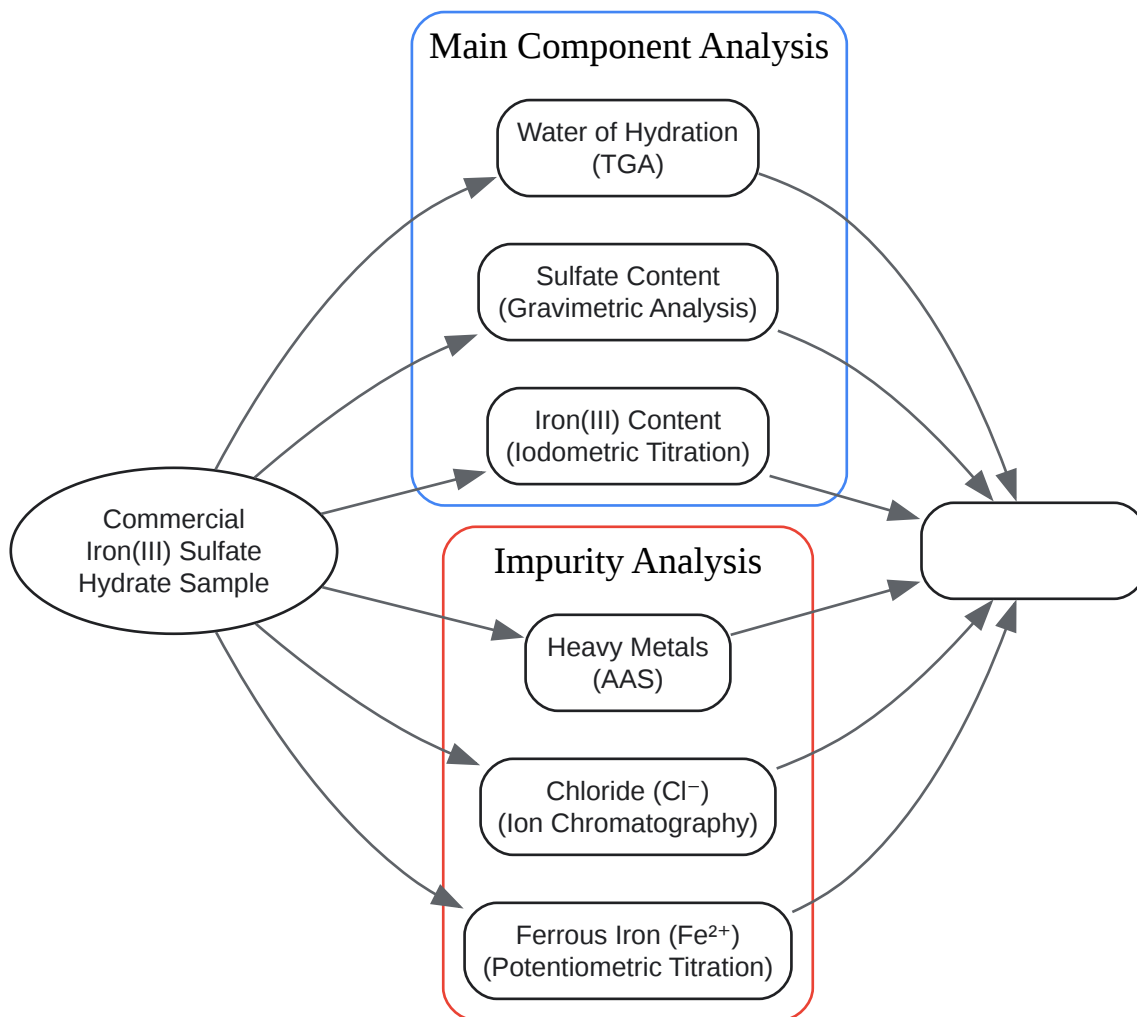 Main Component Analysis
Water of Hydration
(TGA)
Sulfate Content
(Gravimetric Analysis)
Iron(III) Content
(Iodometric Titration)
Commercial
Iron(III) Sulfate
Hydrate Sample
Impurity Analysis
Heavy Metals
(AAS)
Chloride (Cl⁻)
(Ion Chromatography)
Ferrous Iron (Fe²⁺)
(Potentiometric Titration)